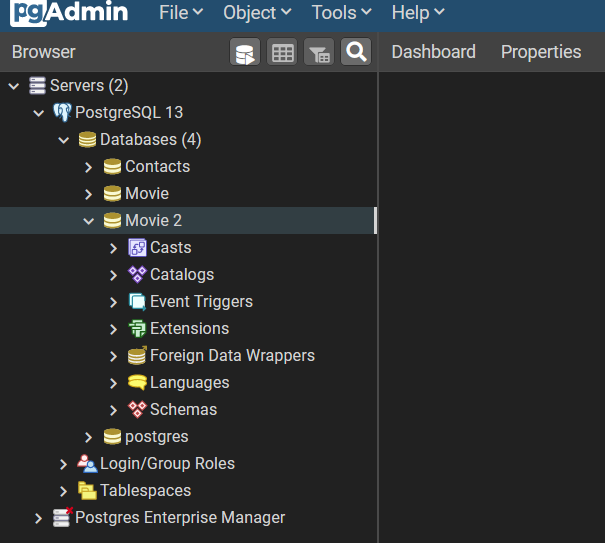 pgAdmin File Object Tools Help
Browser Dashboard Properties
Servers (2)
PostgreSQL 13
Databases (4)
Contacts
Movie
Movie 2
Casts
Catalogs
Event Triggers
Extensions
Foreign Data Wrappers
Languages
Schemas
postgres
Login/Group Roles
Tablespaces
Postgres Enterprise Manager